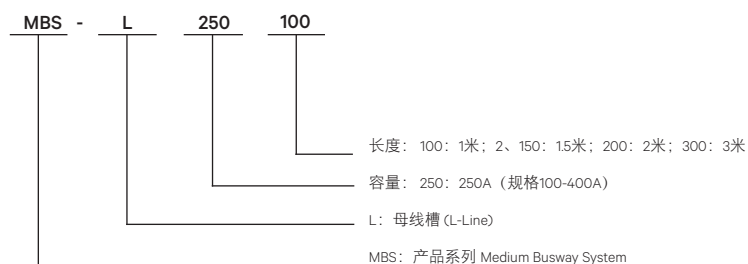 MBS - L 250 100
长度： 100：1米；2、150：1.5米；200：2米；300：3米
容量： 250：250A（规格100-400A）
L：母线槽 (L-Line)
MBS：产品系列 Medium Busway System